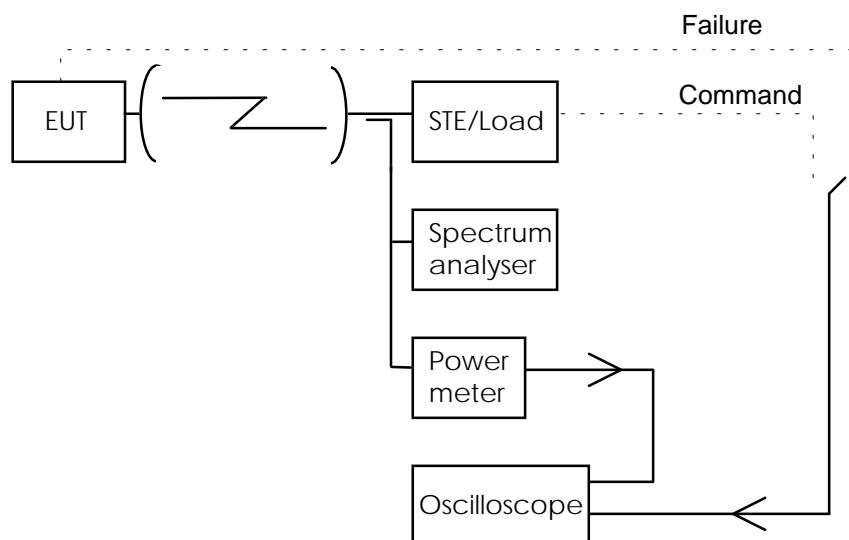 Failure
Command
EUT
STE/Load
Spectrum
analyser
Power
meter
Oscilloscope